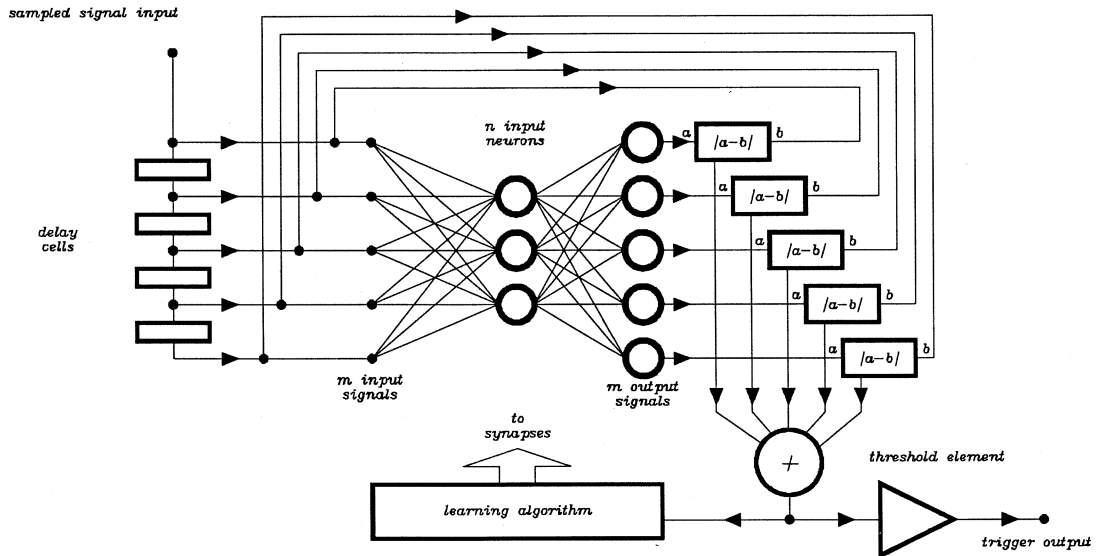 sampled signal input
n input
neurons
a |a-b| b
a |a-b| b
delay
cells
a |a-b| b
a |a-b| b
a |a-b| b
m input
signals
m output
signals
to
synapses
+
threshold element
learning algorithm
trigger output